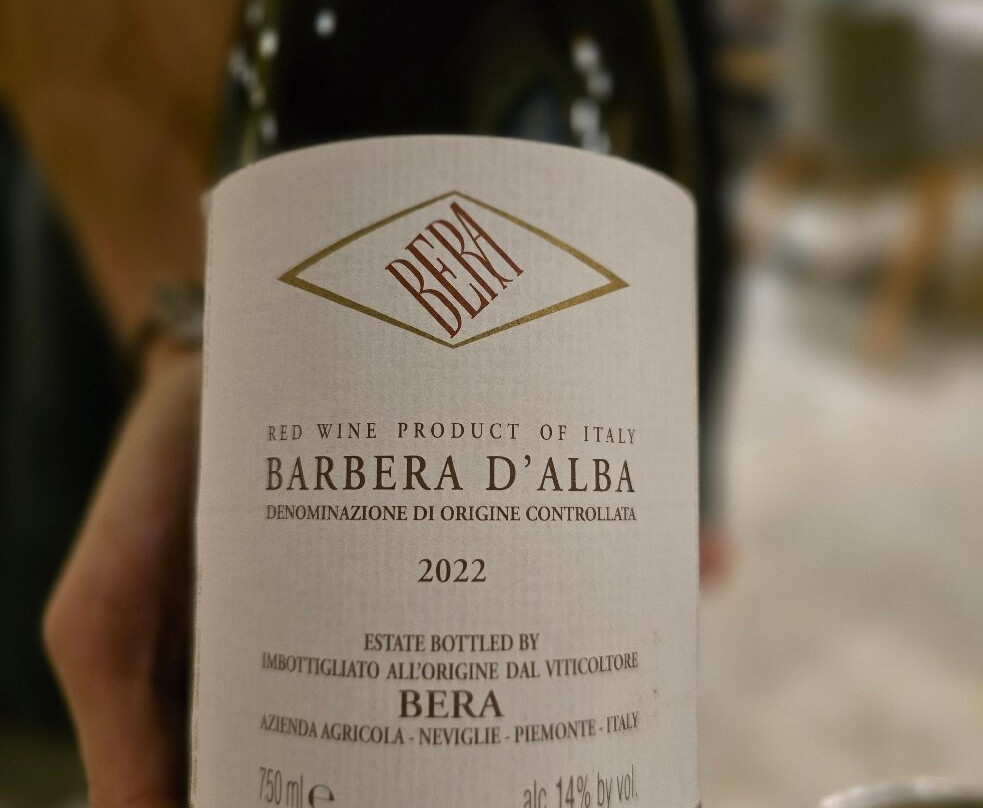 BERA
RED WINE PRODUCT OF ITALY
BARBERA D'ALBA
DENOMINAZIONE DI ORIGINE CONTROLLATA
2022
ESTATE BOTTLED BY
IMBOTTIGLIATO ALL'ORIGINE DAL VITICOLTORE
BERA
AZIENDA AGRICOLA - NEVIGLIE - PIEMONTE - ITALY
750 ml e alc 14% by vol.